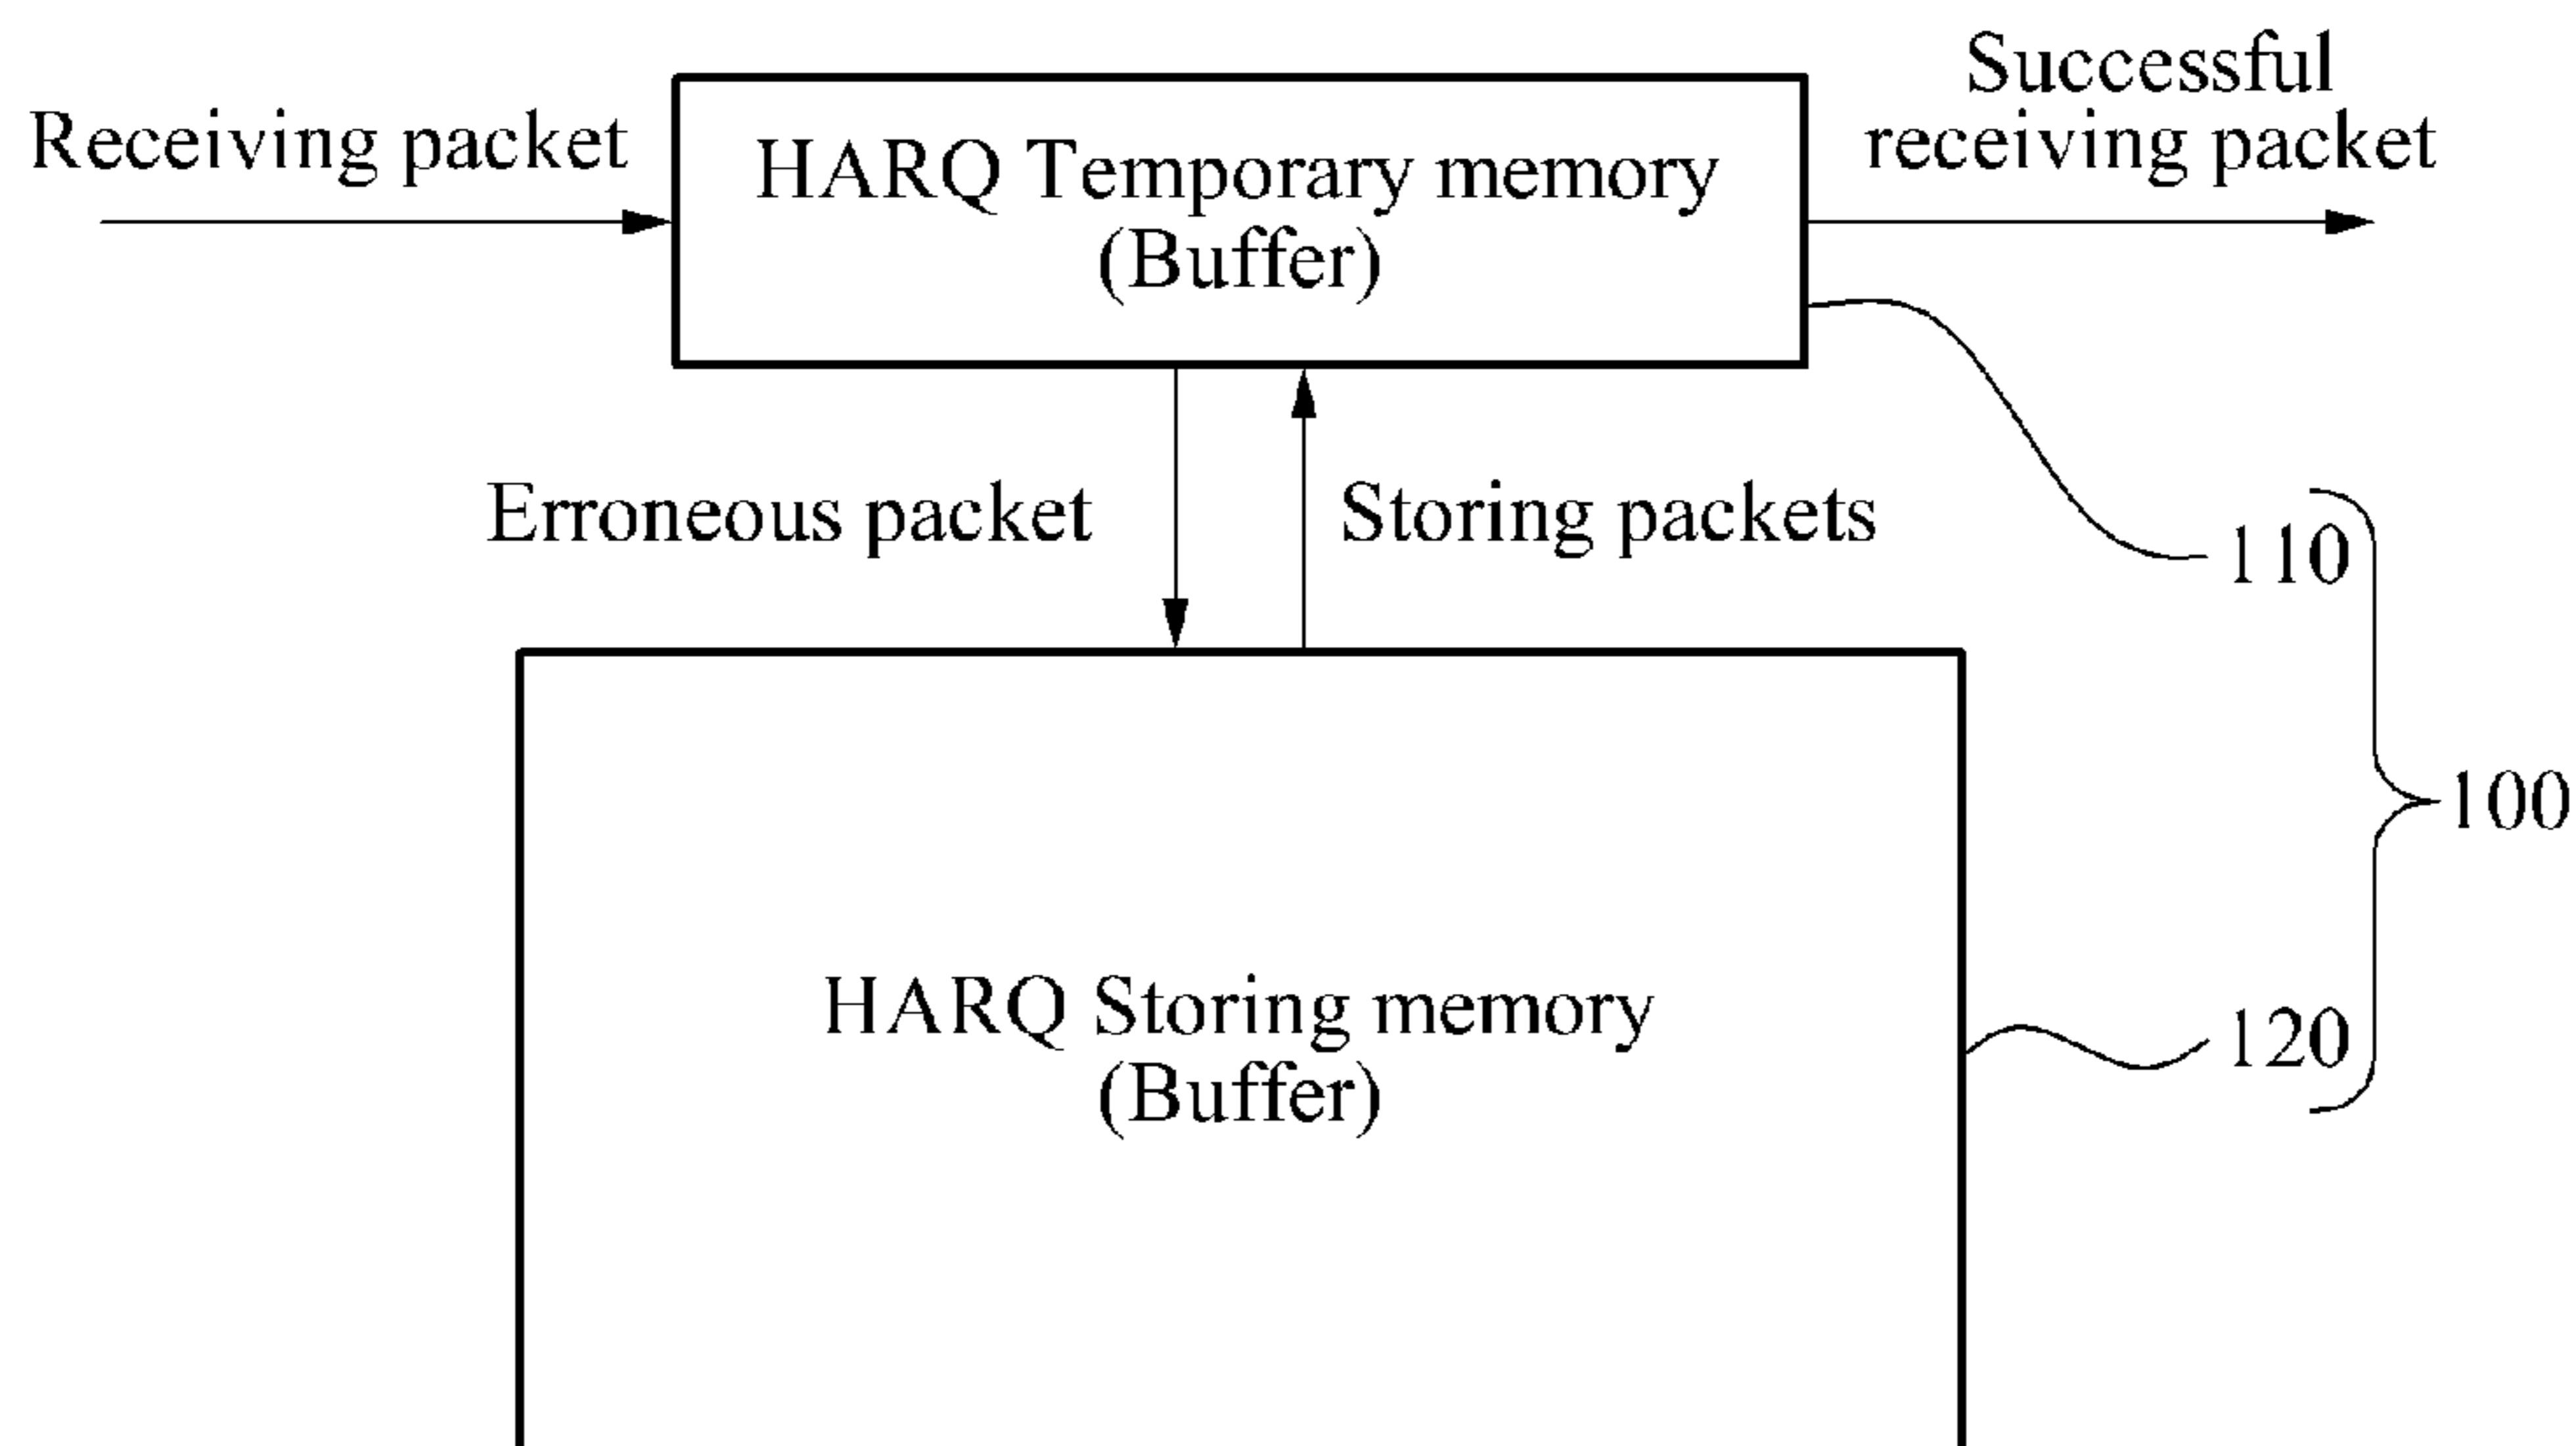 Receiving packet
HARQ Temporary memory
(Buffer)
Successful
receiving packet
Erroneous packet
Storing packets
110
100
HARQ Storing memory
(Buffer)
120